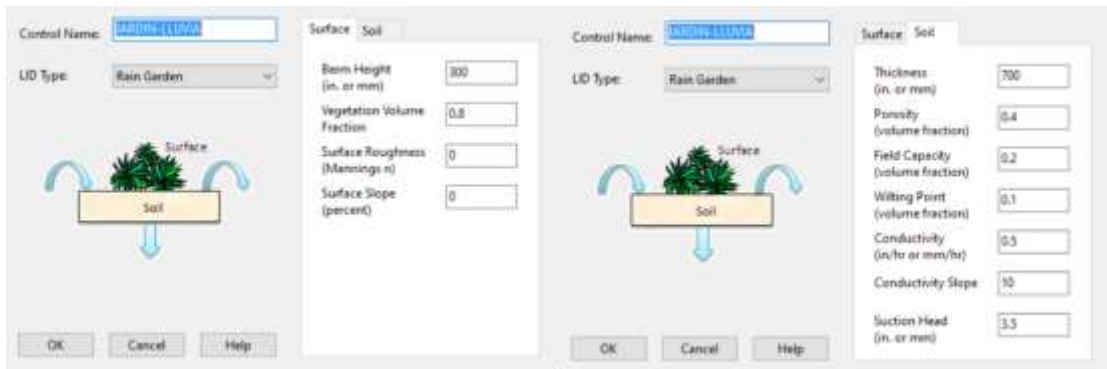 Control Name: JARDIN-LLUVIA
LID Type: Rain Garden
Surface
Soil
OK Cancel Help
Surface Soil
Berm Height
(in. or mm)
300
Vegetation Volume
Fraction
0.8
Surface Roughness
(Mannings n)
0
Surface Slope
(percent)
0
Control Name: JARDIN-LLUVIA
LID Type: Rain Garden
Surface
Soil
OK Cancel Help
Surface Soil
Thickness
(in. or mm)
700
Porosity
(volume fraction)
0.4
Field Capacity
(volume fraction)
0.2
Wilting Point
(volume fraction)
0.1
Conductivity
(in/hr or mm/hr)
0.5
Conductivity Slope
10
Suction Head
(in. or mm)
3.5